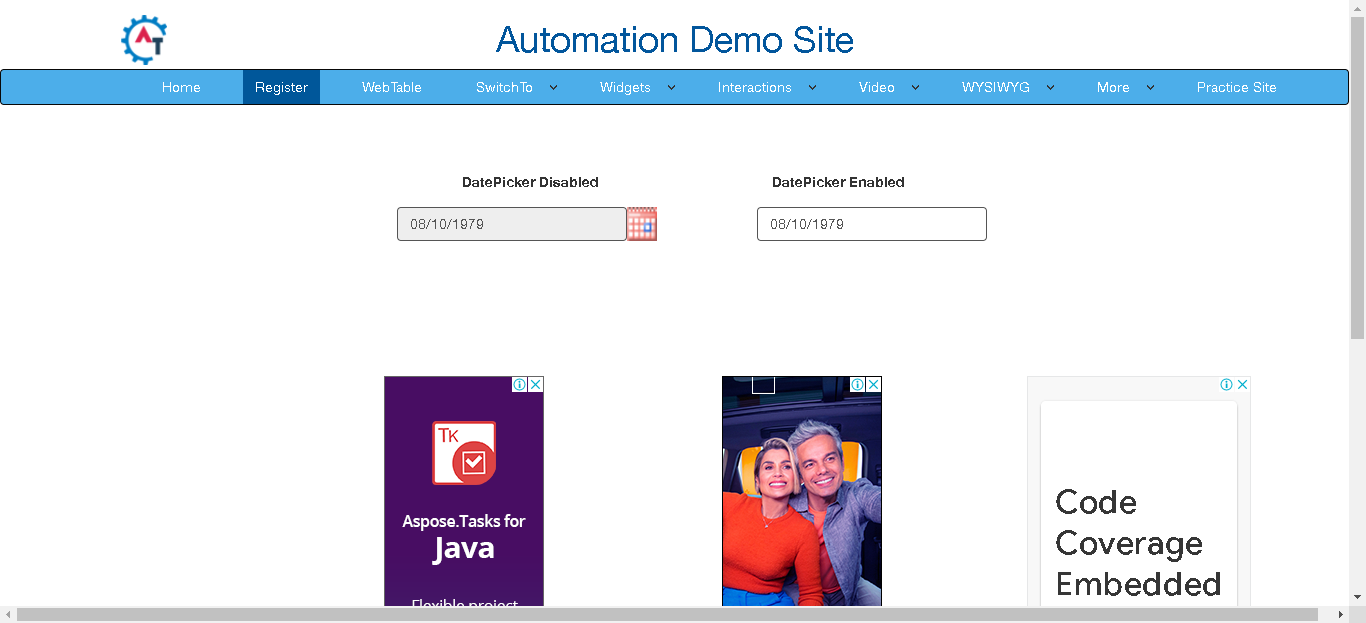 AT
Automation Demo Site
Home
Register
WebTable
SwitchTo
Widgets
Interactions
Video
WYSIWYG
More
Practice Site
DatePicker Disabled
DatePicker Enabled
08/10/1979
08/10/1979
TK
Aspose.Tasks for
Java
Flexible project
Code
Coverage
Embedded